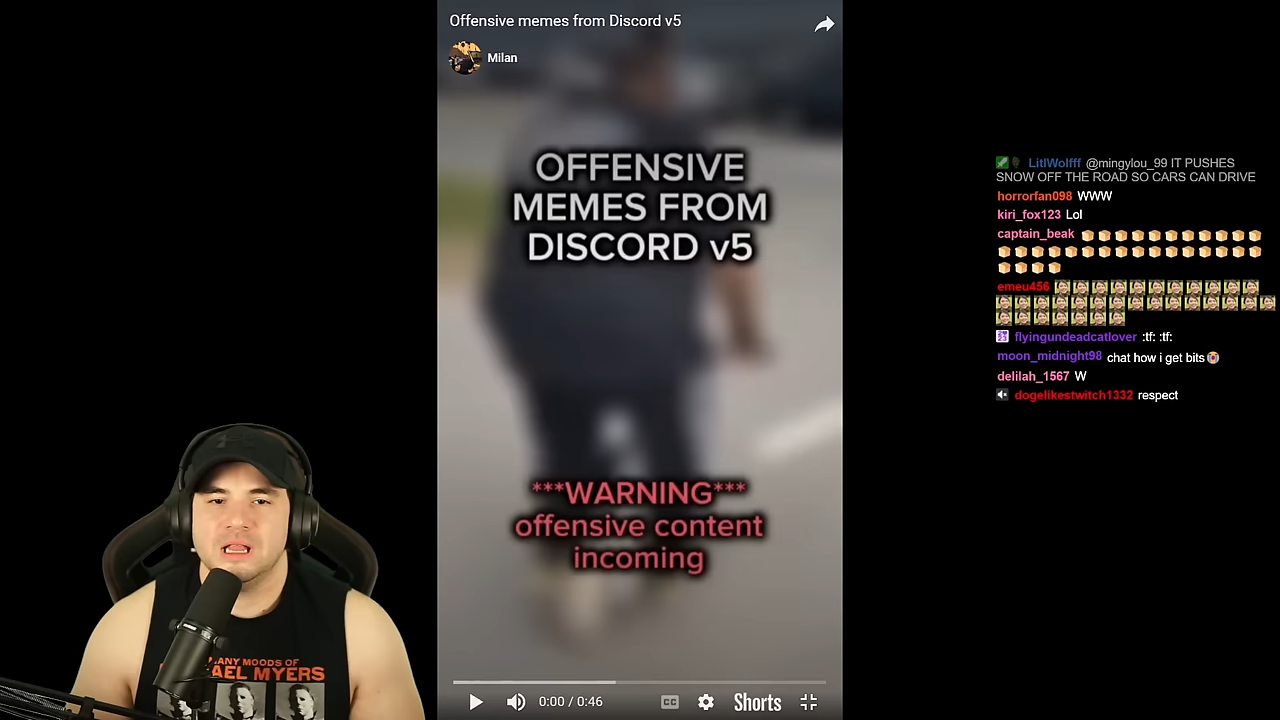 Offensive memes from Discord v5
Milan
OFFENSIVE
MEMES FROM
DISCORD v5
***WARNING***
offensive content
incoming
0:00 / 0:46
CC
Shorts
LitlWolfff @mingylou_99 IT PUSHES
SNOW OFF THE ROAD SO CARS CAN DRIVE
horrorfan098 WWW
kiri_fox123 Lol
captain_beak
emeu456
flyingundeadcatlover :tf: :tf:
moon_midnight98 chat how i get bits
delilah_1567 W
dogelikestwitch1332 respect
MANY MOODS OF
MYERS